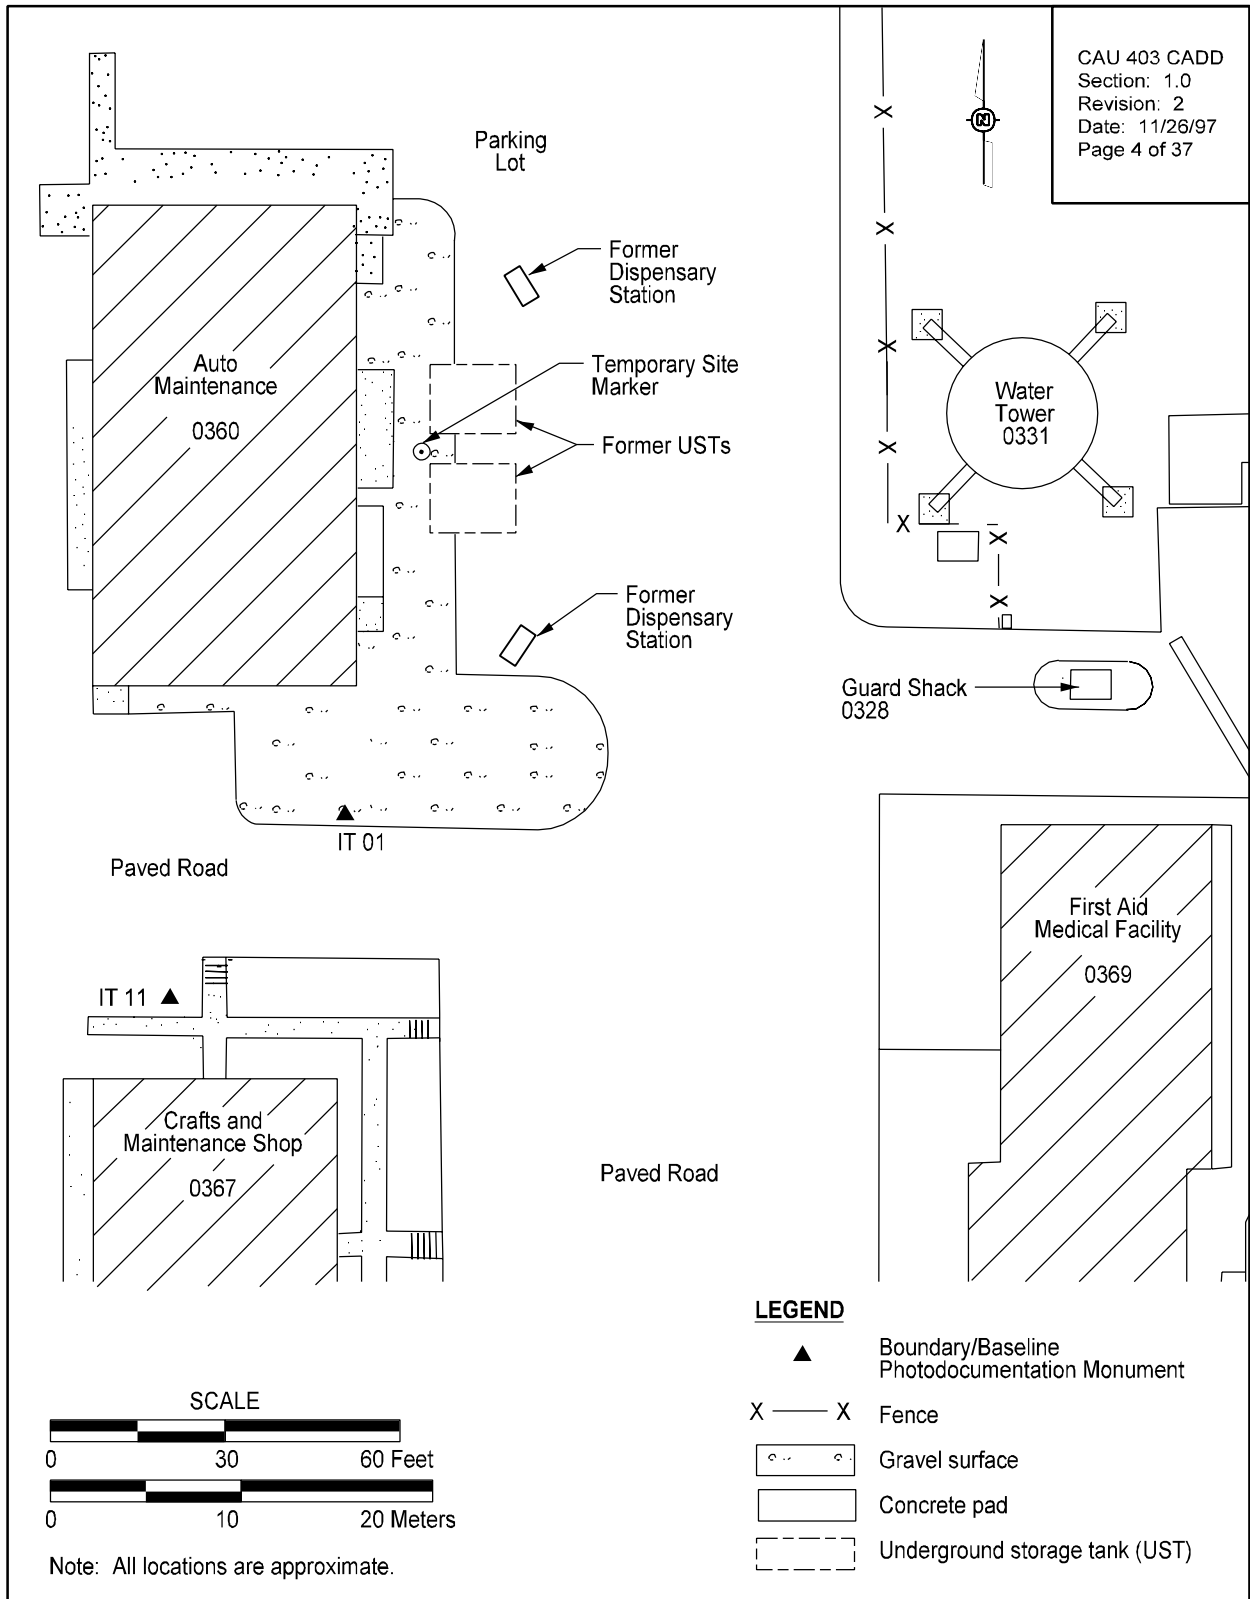 CAU 403 CADD
Section: 1.0
Revision: 2
Date: 11/26/97
Page 4 of 37
N
Parking
Lot
Former
Dispensary
Station
Temporary Site
Marker
Former USTs
Auto
Maintenance
0360
Water
Tower
0331
X
X
X
X
X
X
X
Former
Dispensary
Station
Guard Shack
0328
IT 01
Paved Road
First Aid
Medical Facility
0369
IT 11
Crafts and
Maintenance Shop
0367
Paved Road
LEGEND
Boundary/Baseline
Photodocumentation Monument
X X Fence
Gravel surface
Concrete pad
Underground storage tank (UST)
SCALE
0 30 60 Feet
0 10 20 Meters
Note: All locations are approximate.